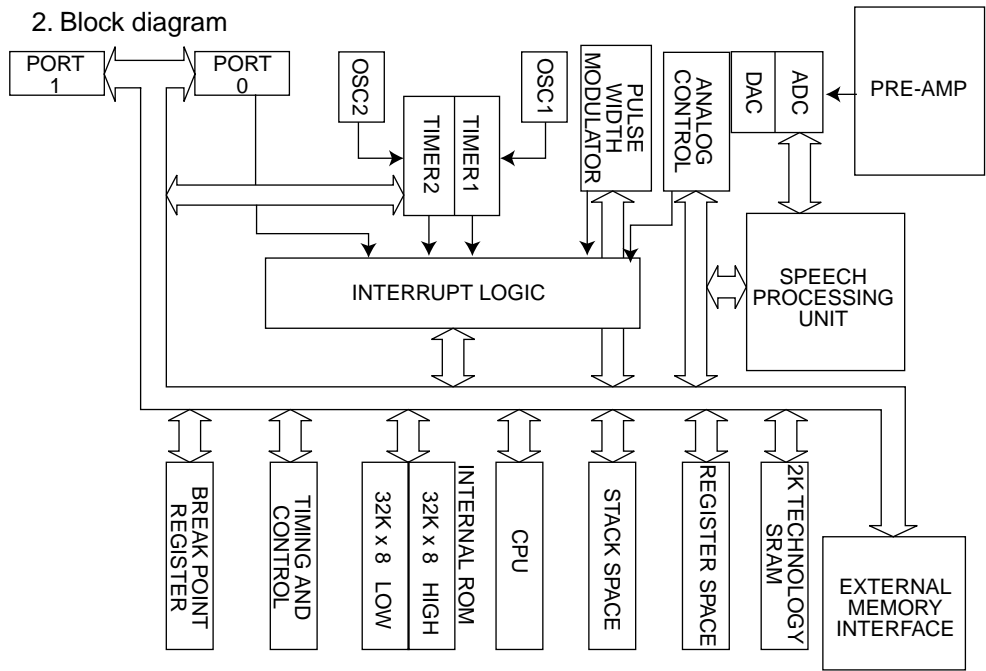 2. Block diagram
PORT
1
PORT
0
OSC2
TIMER2
TIMER1
OSC1
PULSE
WIDTH
MODULATOR
ANALOG
CONTROL
DAC
ADC
PRE-AMP
INTERRUPT LOGIC
SPEECH
PROCESSING
UNIT
BREAK POINT
REGISTER
TIMING AND
CONTROL
INTERNAL ROM
32K x 8 HIGH
32K x 8 LOW
CPU
STACK SPACE
REGISTER SPACE
2K TECHNOLOGY
SRAM
EXTERNAL
MEMORY
INTERFACE